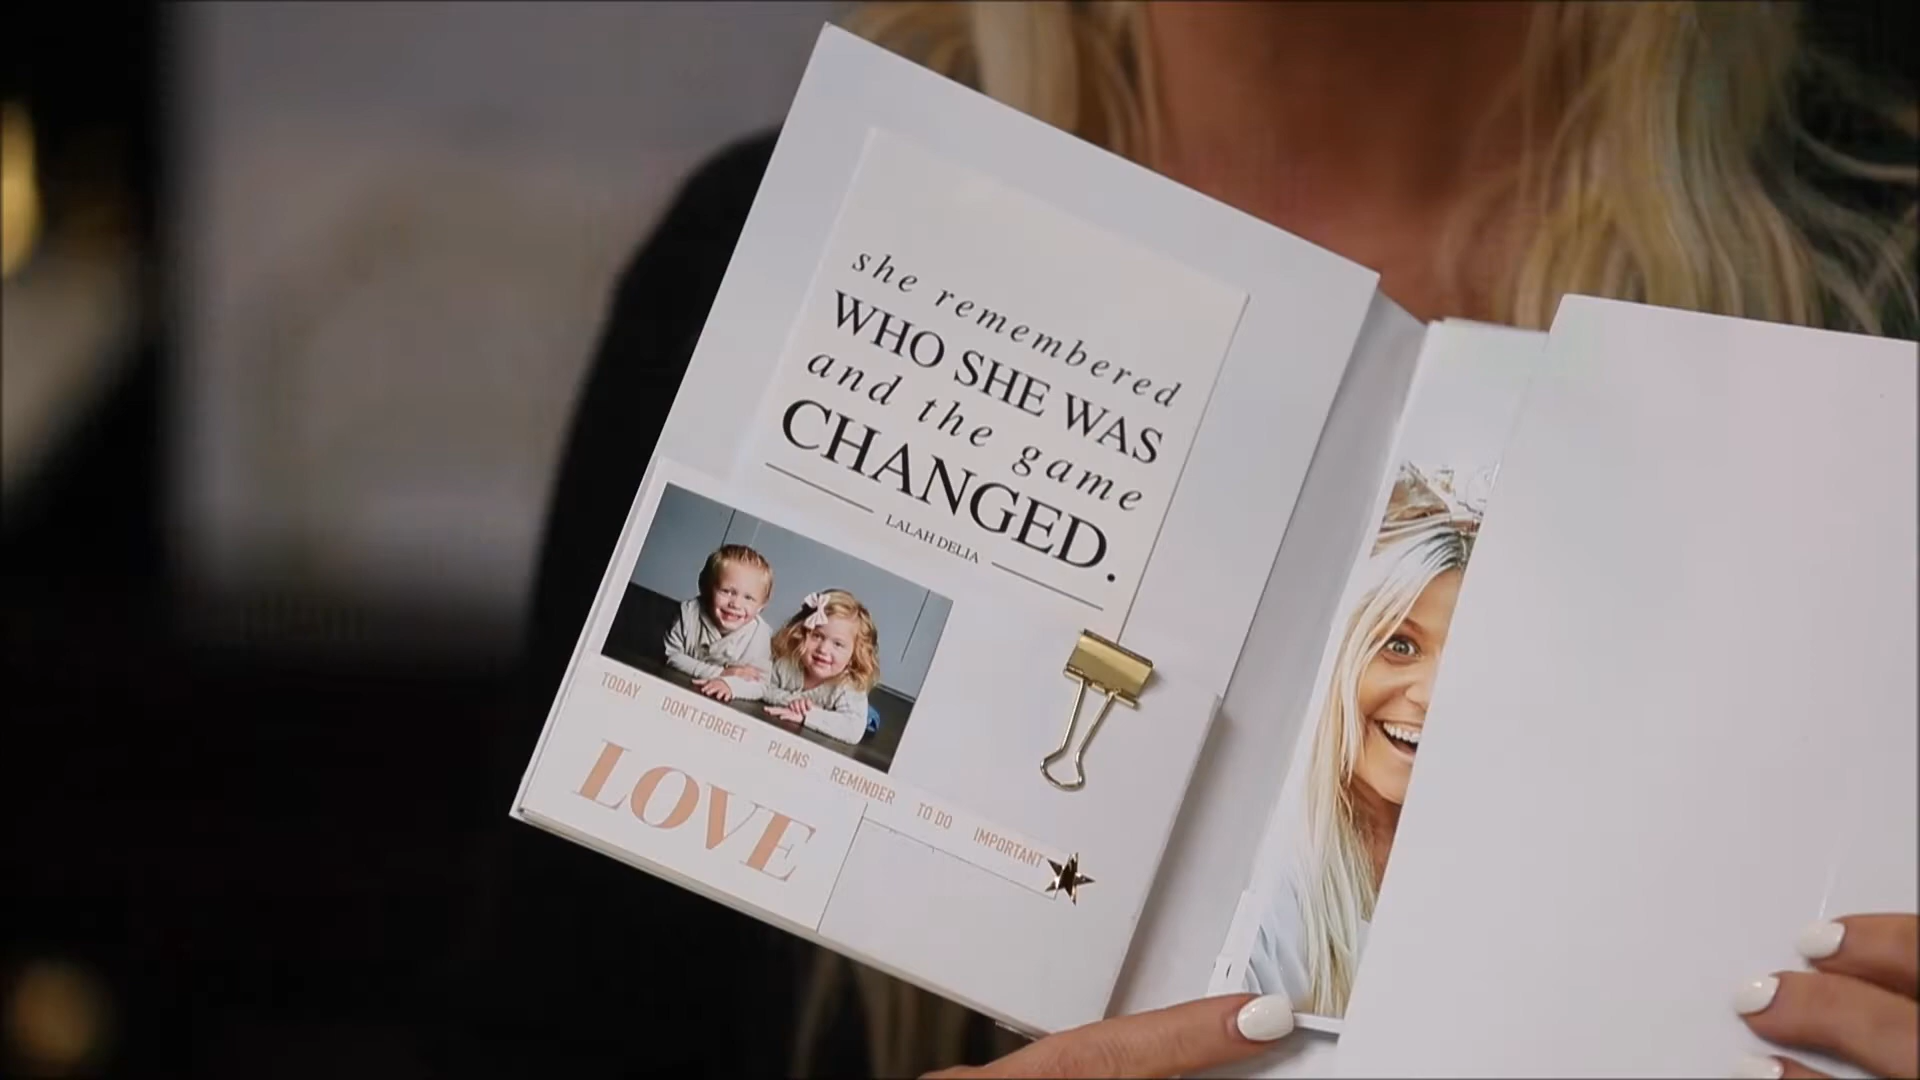 she remembered
WHO SHE WAS
and the game
CHANGED.
LALAH DELIA
TODAY DON'T FORGET PLANS REMINDER TO DO IMPORTANT
LOVE